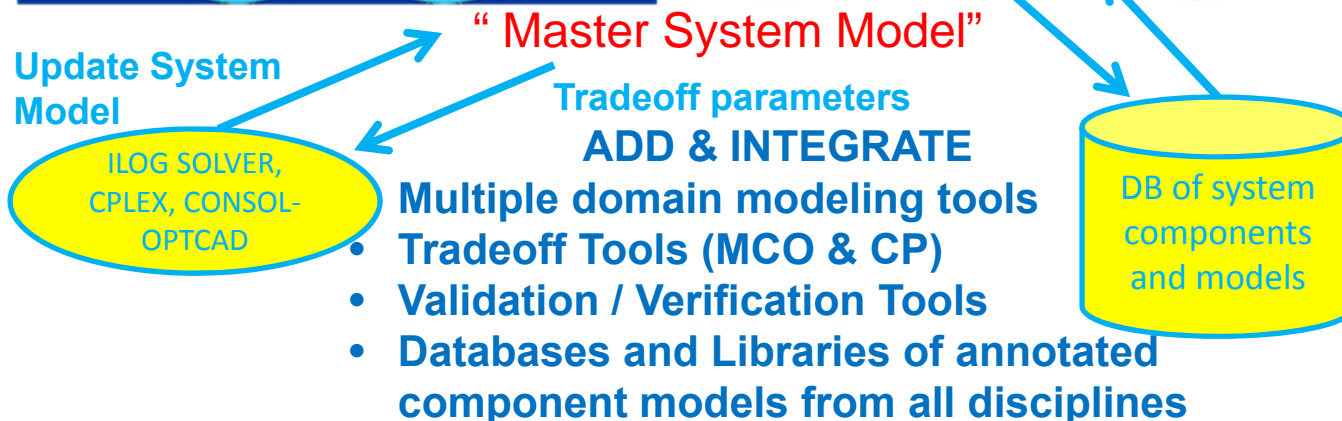 “ Master System Model”
Update System
Model
Tradeoff parameters
ILOG SOLVER,
CPLEX, CONSOL-
OPTCAD
ADD & INTEGRATE
Multiple domain modeling tools
• Tradeoff Tools (MCO & CP)
• Validation / Verification Tools
• Databases and Libraries of annotated
component models from all disciplines
DB of system
components
and models